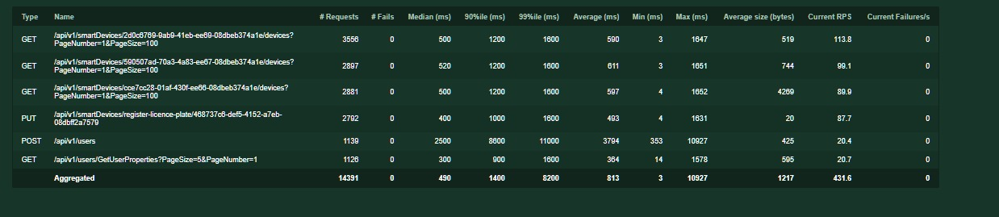 Type Name # Requests # Fails Median (ms) 90%ile (ms) 99%ile (ms) Average (ms) Min (ms) Max (ms) Average size (bytes) Current RPS Current Failures/s
GET /api/v1/smartDevices/2d0c6769-9ab9-41eb-ee69-08dbeb374a1e/devices? 3556 0 500 1200 1600 590 3 1647 519 113.8 0
PageNumber=1&PageSize=100
GET /api/v1/smartDevices/590507ad-70a3-4a83-ee67-08dbeb374a1e/devices? 2897 0 520 1200 1600 611 3 1651 744 99.1 0
PageNumber=1&PageSize=100
GET /api/v1/smartDevices/cce7cc28-01af-430f-ee66-08dbeb374a1e/devices? 2881 0 500 1200 1600 597 4 1652 4269 89.9 0
PageNumber=1&PageSize=100
PUT /api/v1/smartDevices/register-licence-plate/468737c6-def5-4152-a7eb- 2792 0 400 1000 1600 493 4 1631 20 87.7 0
08dbff2a7579
POST /api/v1/users 1139 0 2500 8600 11000 3794 353 10927 425 20.4 0
GET /api/v1/users/GetUserProperties?PageSize=5&PageNumber=1 1126 0 300 900 1600 364 14 1578 595 20.7 0
Aggregated 14391 0 490 1400 8200 813 3 10927 1217 431.6 0